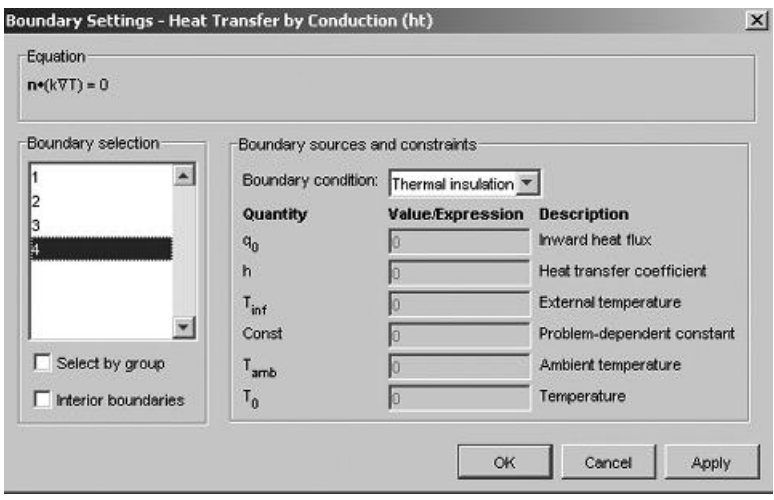 Boundary Settings - Heat Transfer by Conduction (ht)
Equation
n•(k∇T) = 0
Boundary selection
1
2
3
4
Select by group
Interior boundaries
Boundary sources and constraints
Boundary condition: Thermal insulation
Quantity Value/Expression Description
q0 0 Inward heat flux
h 0 Heat transfer coefficient
Tinf 0 External temperature
Const 0 Problem-dependent constant
Tamb 0 Ambient temperature
T0 0 Temperature
OK Cancel Apply